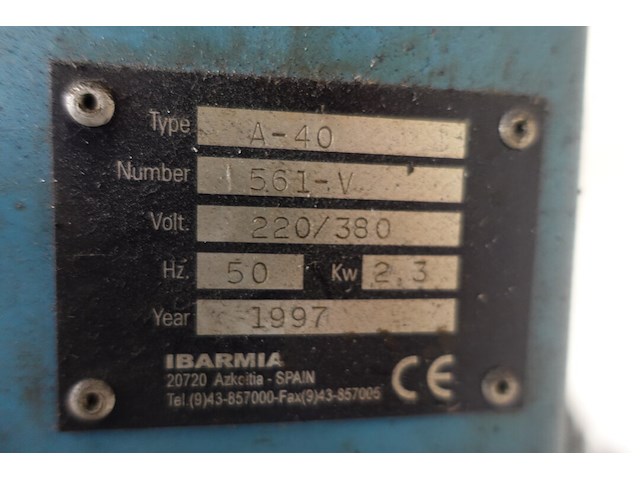 Type A-40
Number 561-V
Volt. 220/380
Hz. 50 Kw 2,3
Year 1997
IBARMIA
20720 Azkoitia - SPAIN
Tel.(9)43-857000-Fax(9)43-857005
CE